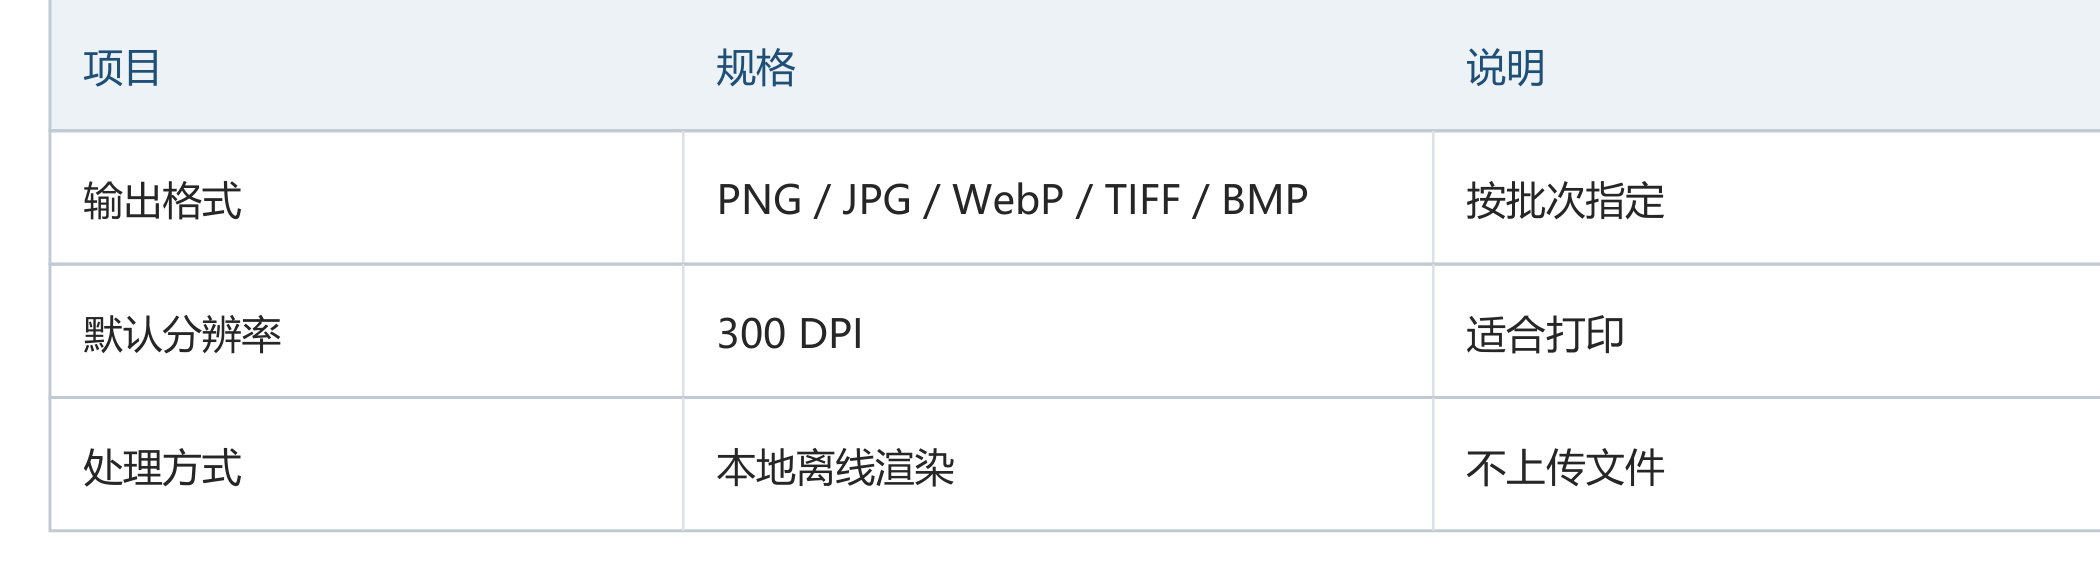 项目 规格 说明
输出格式 PNG / JPG / WebP / TIFF / BMP 按批次指定
默认分辨率 300 DPI 适合打印
处理方式 本地离线渲染 不上传文件